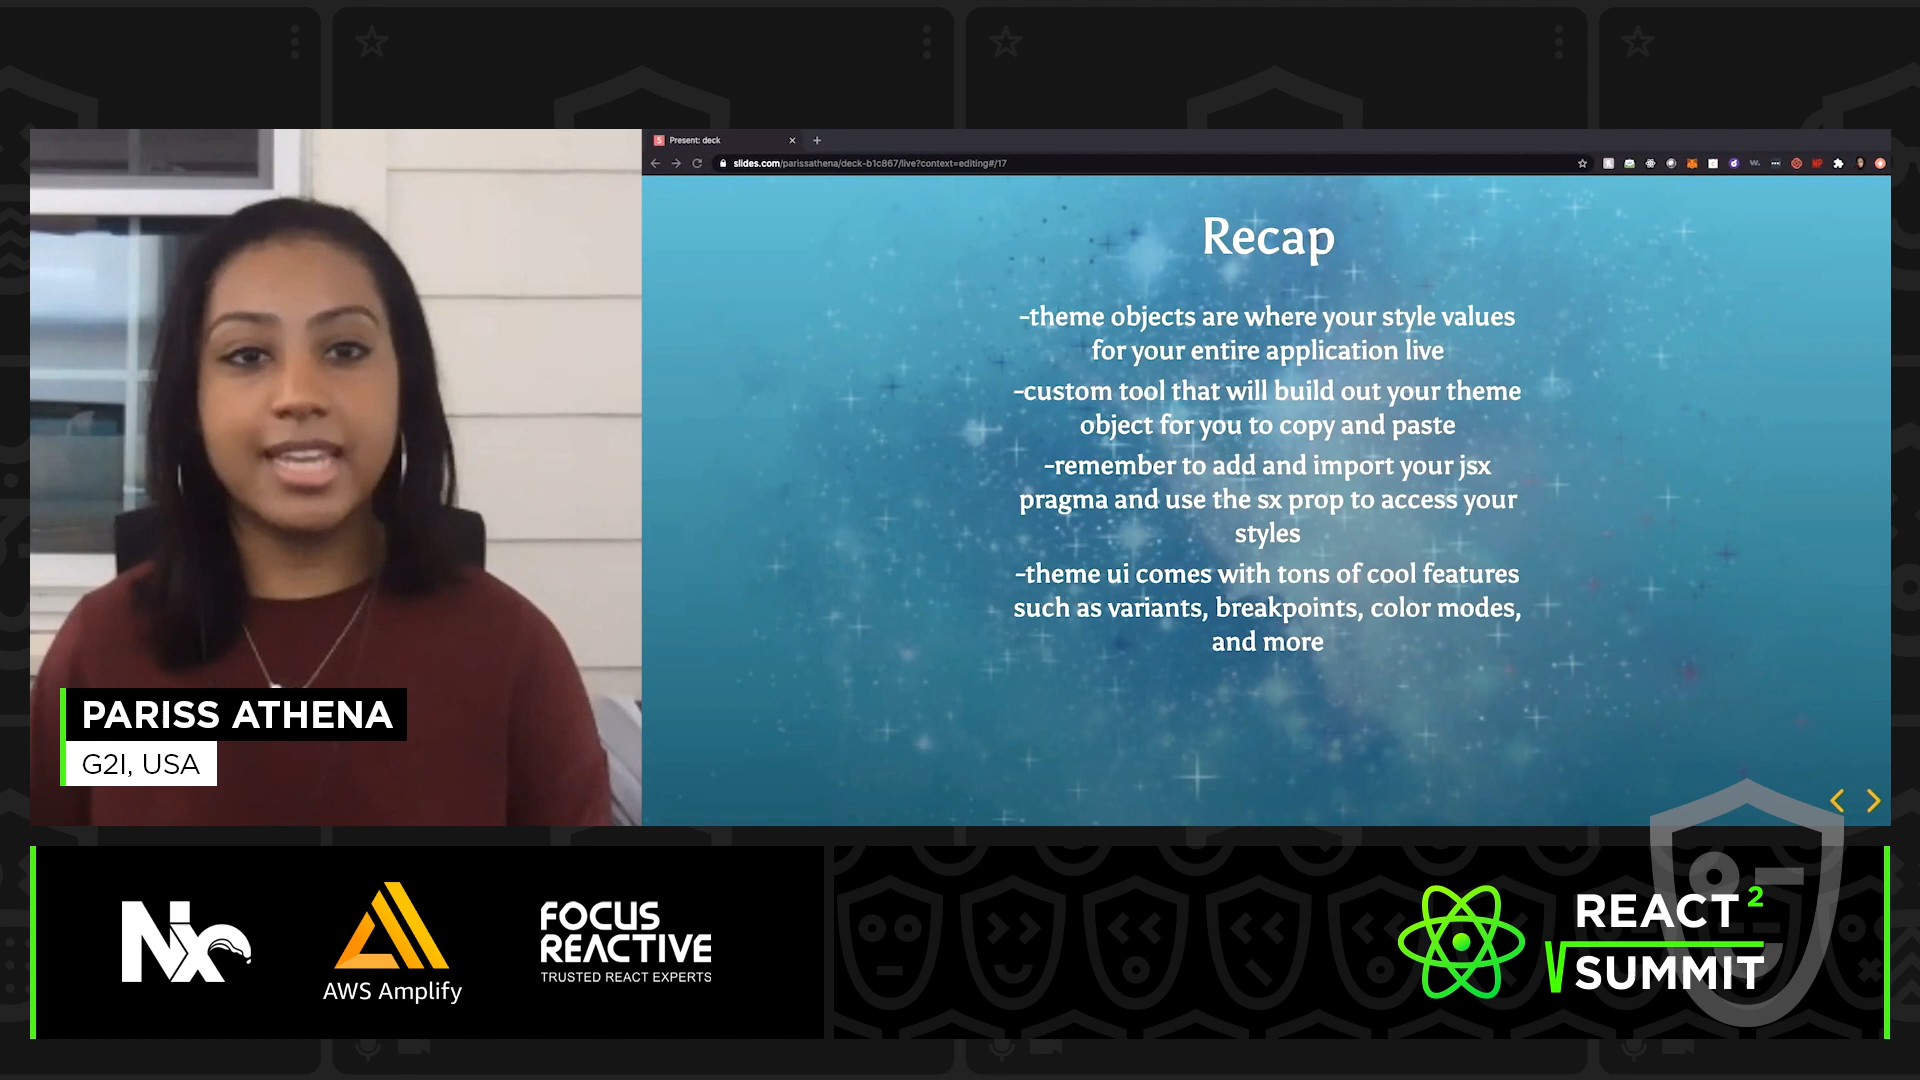 Present: deck
slides.com/parissathena/deck-b1c867/live?context=editing#/17
Recap
-theme objects are where your style values
for your entire application live
-custom tool that will build out your theme
object for you to copy and paste
-remember to add and import your jsx
pragma and use the sx prop to access your
styles
-theme ui comes with tons of cool features
such as variants, breakpoints, color modes,
and more
PARISS ATHENA
G2I, USA
Nx
AWS Amplify
FOCUS
REACTIVE
TRUSTED REACT EXPERTS
REACT 2
SUMMIT